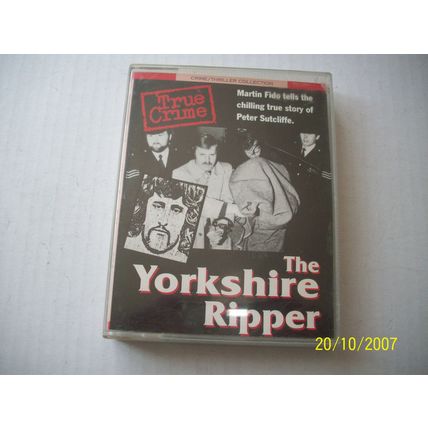 CRIME/THRILLER COLLECTION
True
Crime
Martin Fido tells the
chilling true story of
Peter Sutcliffe.
The
Yorkshire
Ripper
20/10/2007